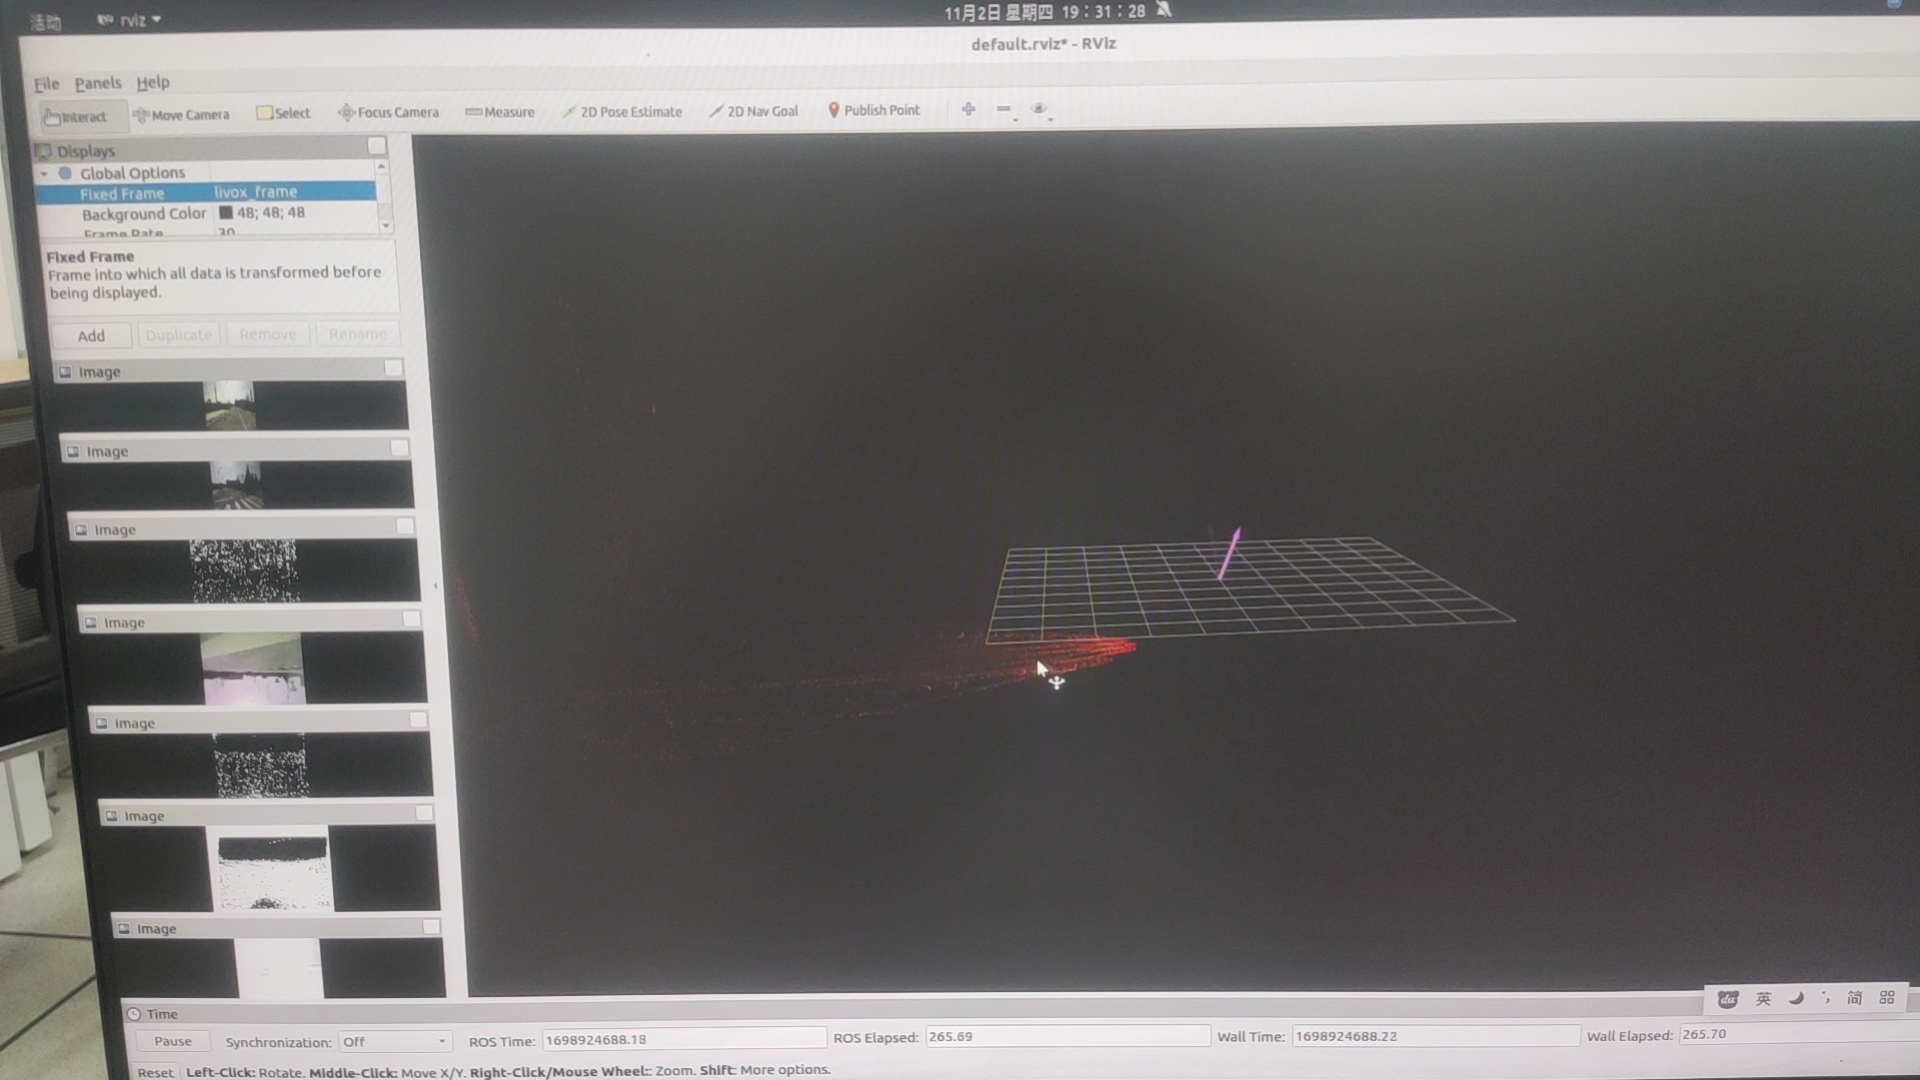 活动 rviz
11月2日 星期四 19:31:28
default.rviz* - RViz
File Panels Help
Interact Move Camera Select Focus Camera Measure 2D Pose Estimate 2D Nav Goal Publish Point
Displays
Global Options
Fixed Frame livox_frame
Background Color 48; 48; 48
Frame Rate 30
Fixed Frame
Frame into which all data is transformed before
being displayed.
Add Duplicate Remove Rename
Image
Image
Image
Image
Image
Image
Image
du 英 简
Time
Pause Synchronization: Off ROS Time: 1698924688.18 ROS Elapsed: 265.69 Wall Time: 1698924688.22 Wall Elapsed: 265.70
Reset Left-Click: Rotate. Middle-Click: Move X/Y. Right-Click/Mouse Wheel:: Zoom. Shift: More options.